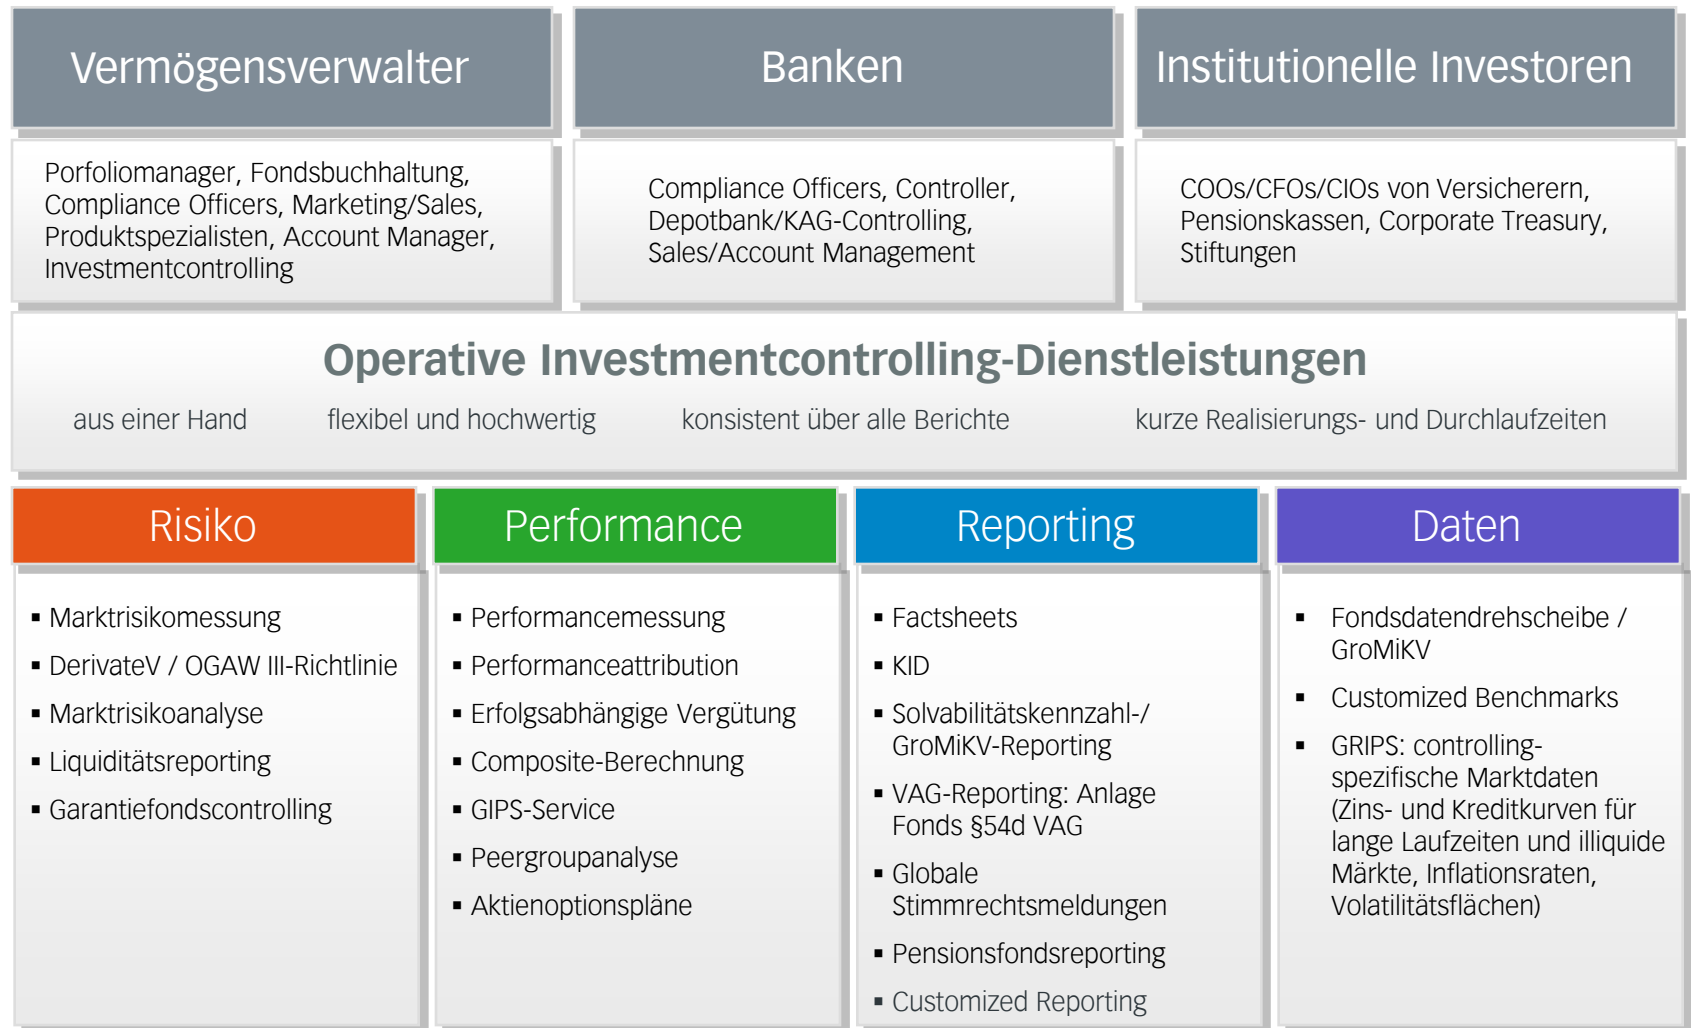 Vermögensverwalter
Banken
Institutionelle Investoren
Porfoliomanager, Fondsbuchhaltung,
Compliance Officers, Marketing/Sales,
Produktspezialisten, Account Manager,
Investmentcontrolling
Compliance Officers, Controller,
Depotbank/KAG-Controlling,
Sales/Account Management
COOs/CFOs/CIOs von Versicherern,
Pensionskassen, Corporate Treasury,
Stiftungen
Operative Investmentcontrolling-Dienstleistungen
aus einer Hand flexibel und hochwertig konsistent über alle Berichte kurze Realisierungs- und Durchlaufzeiten
Risiko
▪ Marktrisikomessung
▪ DerivateV / OGAW III-Richtlinie
▪ Marktrisikoanalyse
▪ Liquiditätsreporting
▪ Garantiefondscontrolling
Performance
▪ Performancemessung
▪ Performanceattribution
▪ Erfolgsabhängige Vergütung
▪ Composite-Berechnung
▪ GIPS-Service
▪ Peergroupanalyse
▪ Aktienoptionspläne
Reporting
▪ Factsheets
▪ KID
▪ Solvabilitätskennzahl-/
GroMiKV-Reporting
▪ VAG-Reporting: Anlage
Fonds §54d VAG
▪ Globale
Stimmrechtsmeldungen
▪ Pensionsfondsreporting
▪ Customized Reporting
Daten
▪ Fondsdatendrehscheibe /
GroMiKV
▪ Customized Benchmarks
▪ GRIPS: controlling-
spezifische Marktdaten
(Zins- und Kreditkurven für
lange Laufzeiten und illiquide
Märkte, Inflationsraten,
Volatilitätsflächen)